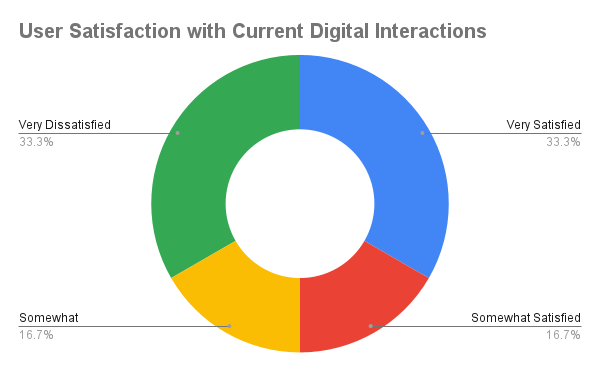 User Satisfaction with Current Digital Interactions
Very Dissatisfied
33.3%
Very Satisfied
33.3%
Somewhat
16.7%
Somewhat Satisfied
16.7%